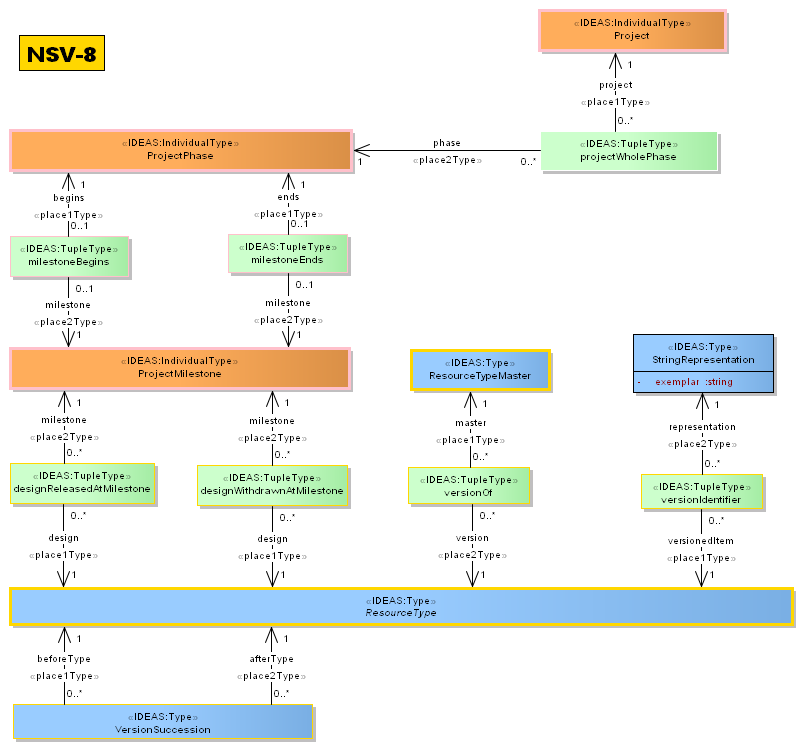 NSV-8
«IDEAS:IndividualType»
Project
1
project
«place1Type»
0..*
«IDEAS:TupleType»
projectWholePhase
phase
«place2Type»
1
0..*
«IDEAS:IndividualType»
ProjectPhase
1
begins
«place1Type»
0..1
1
ends
«place1Type»
0..1
«IDEAS:TupleType»
milestoneBegins
«IDEAS:TupleType»
milestoneEnds
0..1
milestone
«place2Type»
1
0..1
milestone
«place2Type»
1
«IDEAS:IndividualType»
ProjectMilestone
«IDEAS:Type»
ResourceTypeMaster
«IDEAS:Type»
StringRepresentation
- exemplar :string
1
milestone
«place2Type»
0..*
1
milestone
«place2Type»
0..*
1
master
«place1Type»
0..*
1
representation
«place2Type»
0..*
«IDEAS:TupleType»
designReleasedAtMilestone
«IDEAS:TupleType»
designWithdrawnAtMilestone
«IDEAS:TupleType»
versionOf
«IDEAS:TupleType»
versionIdentifier
0..*
design
«place1Type»
1
0..*
design
«place1Type»
1
0..*
version
«place2Type»
1
0..*
versionedItem
«place1Type»
1
«IDEAS:Type»
ResourceType
1
beforeType
«place1Type»
0..*
1
afterType
«place2Type»
0..*
«IDEAS:Type»
VersionSuccession